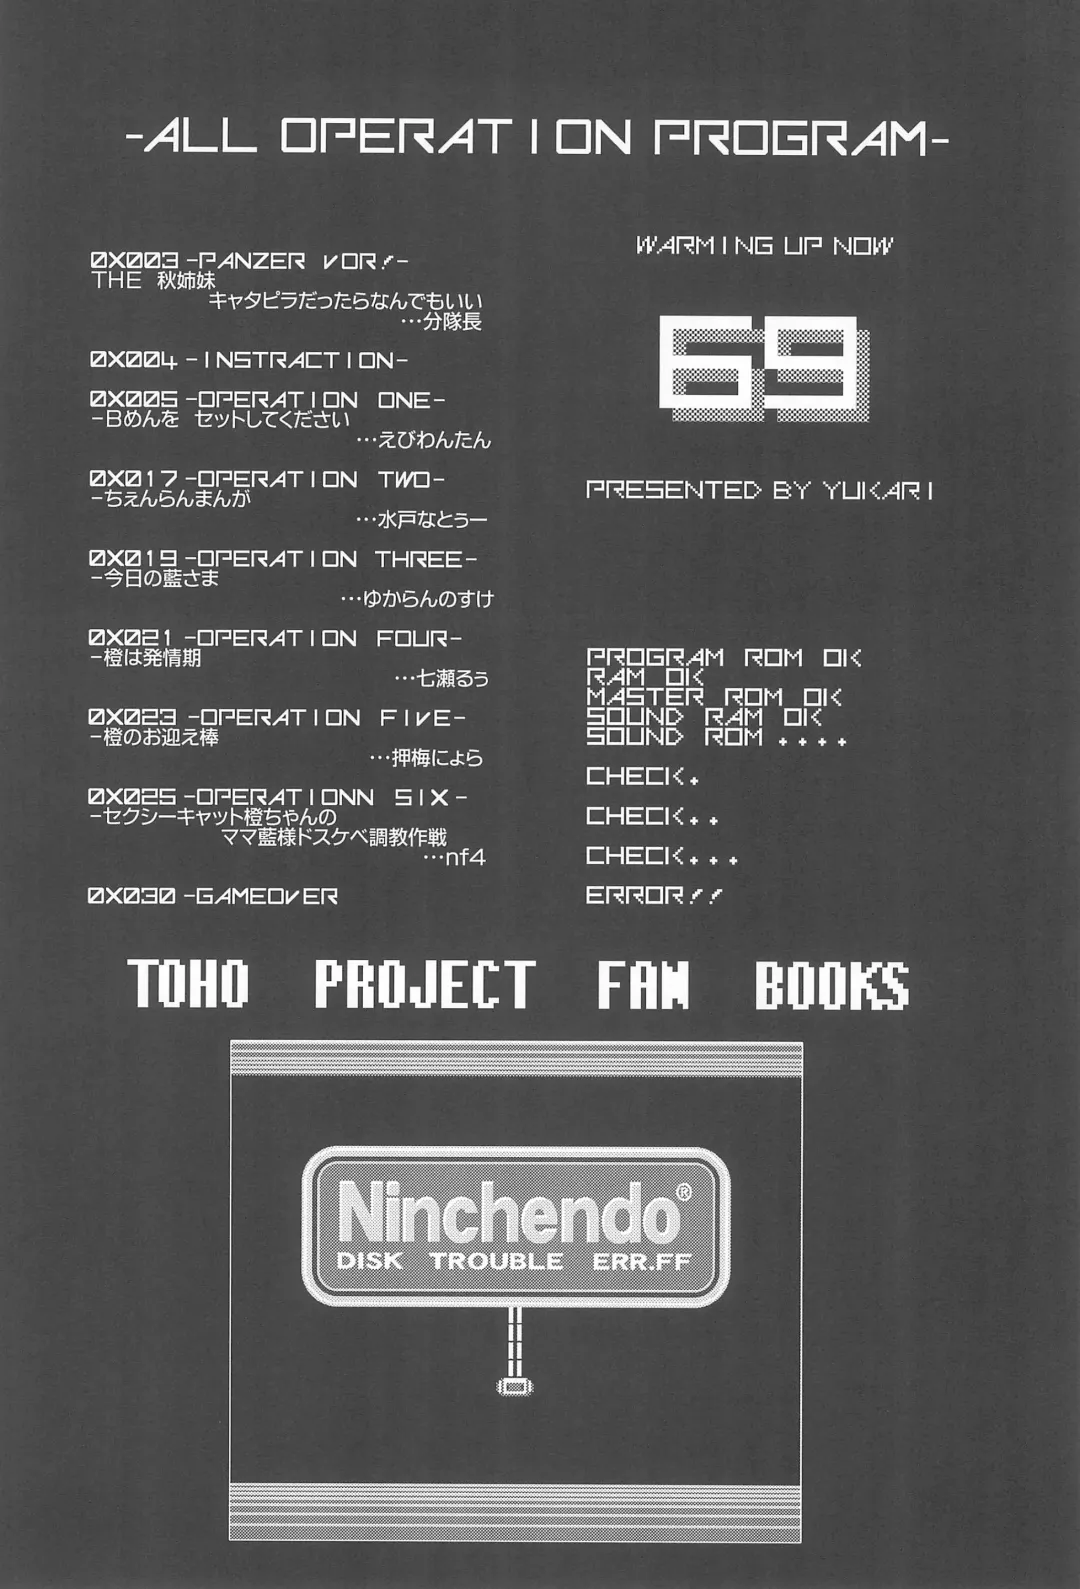 -ALL OPERATION PROGRAM-
0X003 -PANZER VOR!-
THE 秋姉妹
キャタピラだったらなんでもいい
…分隊長
0X004 -INSTRACTION-
0X005 -OPERATION ONE-
-Bめんを セットしてください
…えびわんたん
0X017 -OPERATION TWO-
-ちぇんらんまんが
…水戸なとぅー
0X019 -OPERATION THREE-
-今日の藍さま
…ゆからんのすけ
0X021 -OPERATION FOUR-
-橙は発情期
…七瀬るぅ
0X023 -OPERATION FIVE-
-橙のお迎え棒
…押梅にょら
0X025 -OPERATIONN SIX-
-セクシーキャット橙ちゃんの
ママ藍様ドスケベ調教作戦
…nf4
0X030 -GAMEOVER
WARMING UP NOW
69
PRESENTED BY YUKARI
PROGRAM ROM OK
RAM OK
MASTER ROM OK
SOUND RAM OK
SOUND ROM ....
CHECK.
CHECK..
CHECK...
ERROR!!
TOHO PROJECT FAN BOOKS
Ninchendo®
DISK TROUBLE ERR.FF